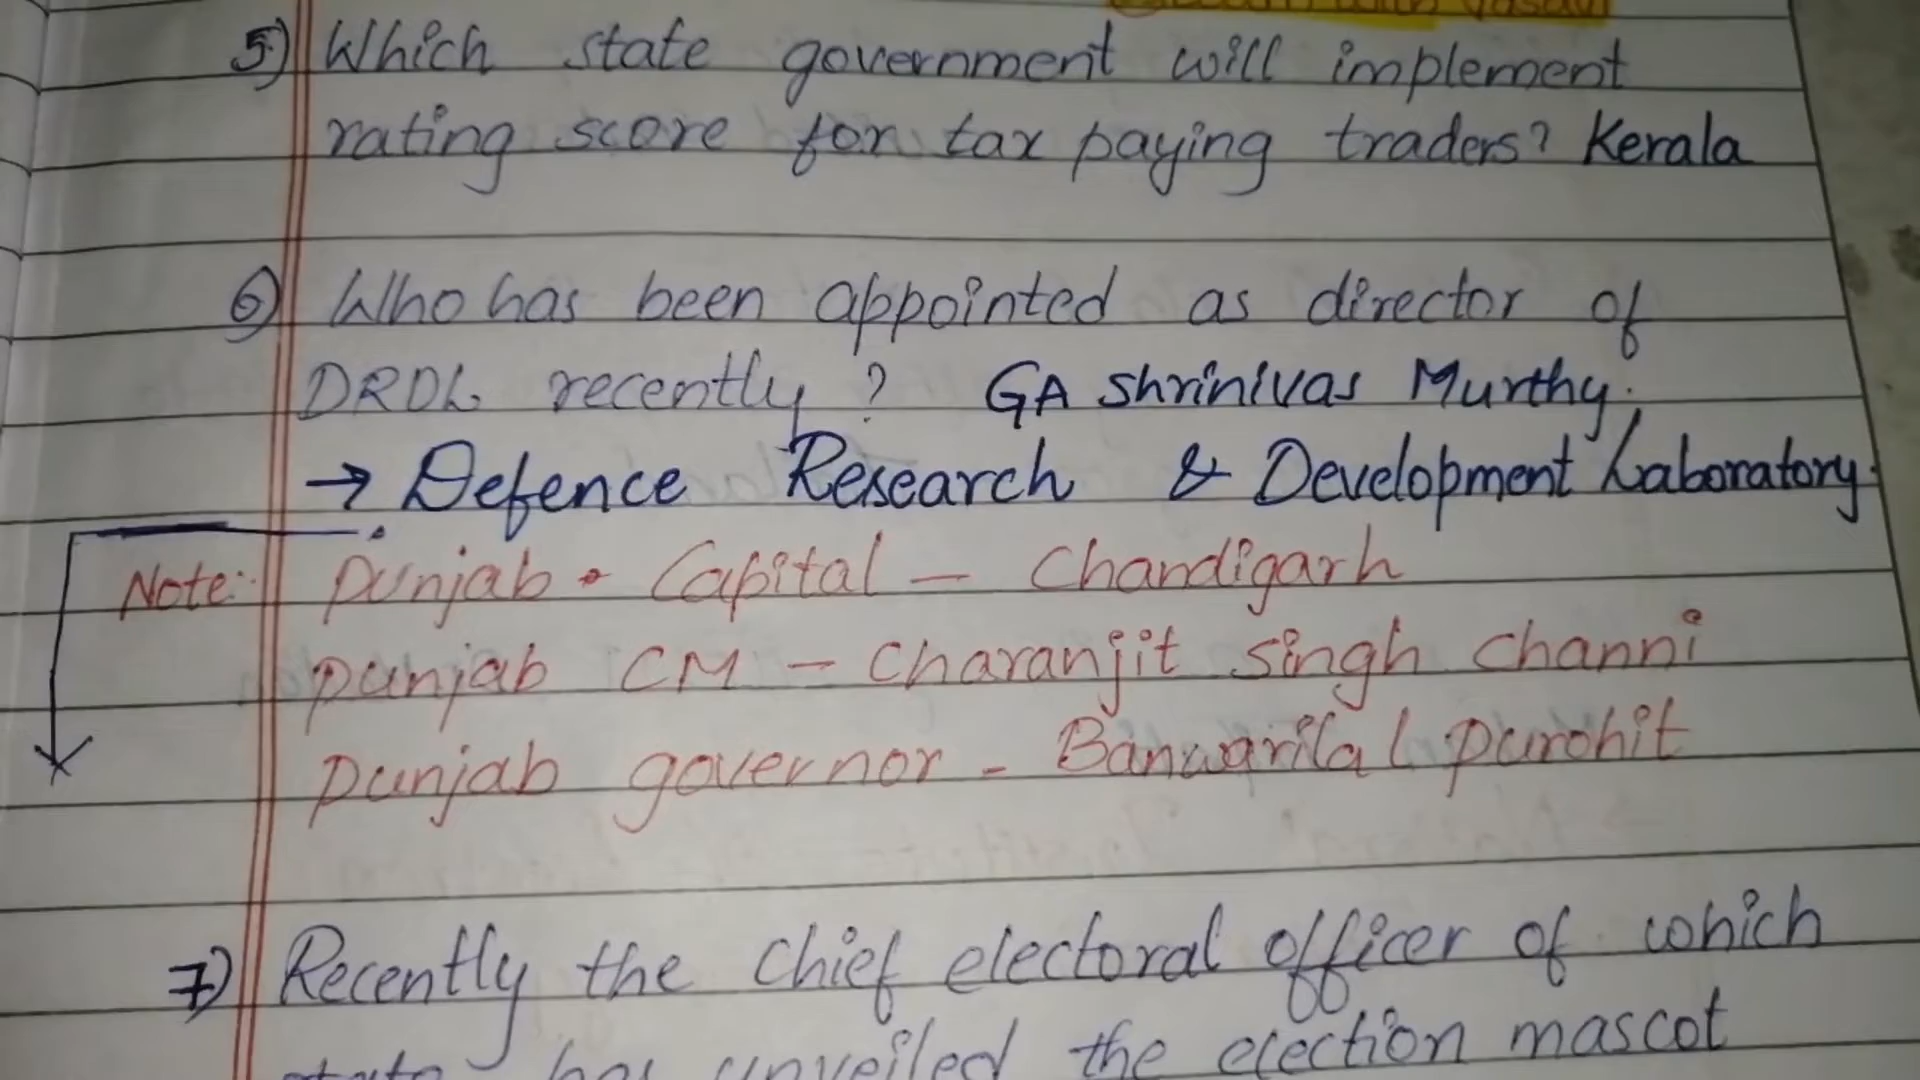 5) Which state government will implement
rating score for tax paying traders? Kerala
6) Who has been appointed as director of
DRDL recently? GA Shrinivas Murthy.
→ Defence Research & Development Laboratory.
Note:- Punjab - Capital - Chandigarh
Punjab CM - Charanjit Singh Channi
Punjab governor - Banwarilal Purohit
7) Recently the Chief electoral officer of which
state has unveiled the election mascot